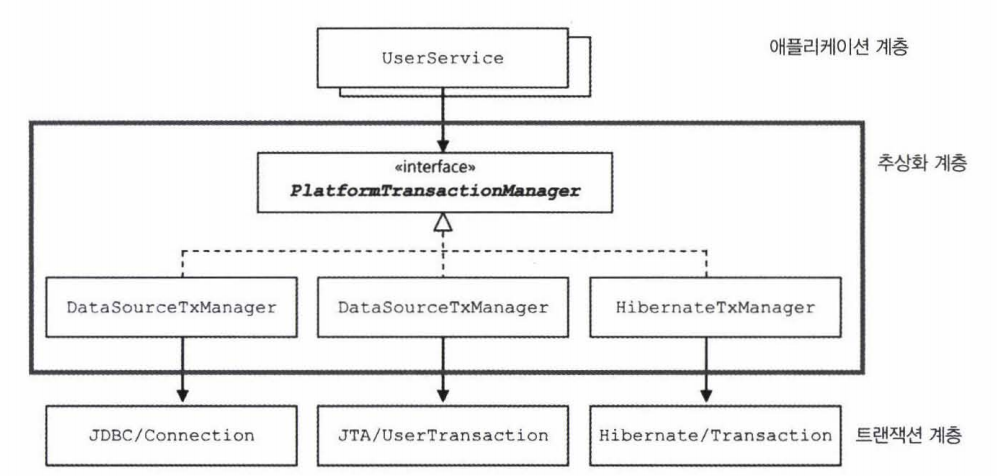 UserService
애플리케이션 계층
«interface»
PlatformTransactionManager
추상화 계층
DataSourceTxManager
DataSourceTxManager
HibernateTxManager
JDBC/Connection
JTA/UserTransaction
Hibernate/Transaction
트랜잭션 계층